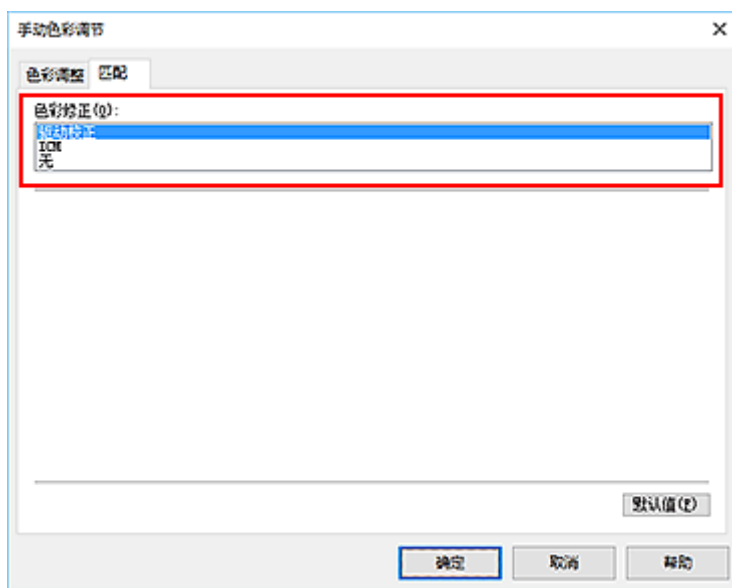 手动色彩调节
色彩调整 匹配
色彩修正(Q):
驱动校正
ICM
无
默认值(F)
确定 取消 帮助